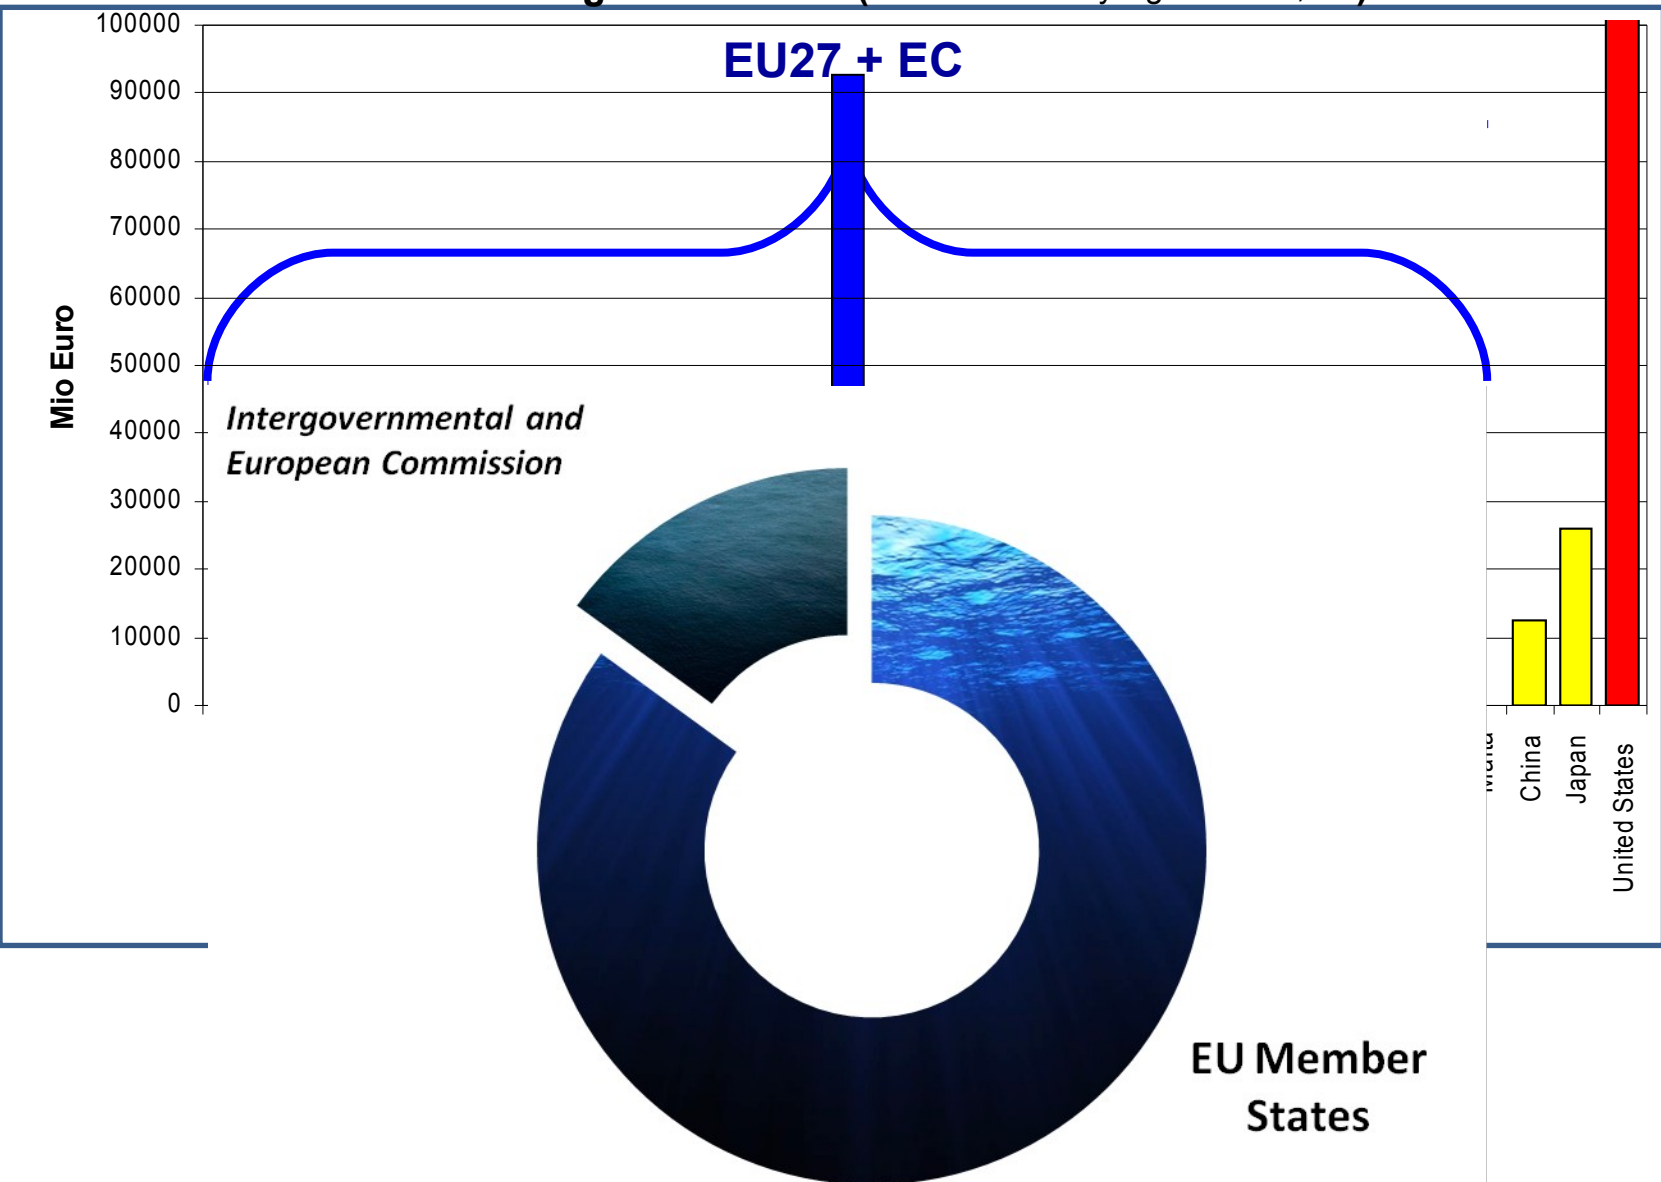 100000
90000
80000
70000
60000
50000
40000
30000
20000
10000
0
Mio Euro
EU27 + EC
Intergovernmental and
European Commission
EU Member
States
China
Japan
United States